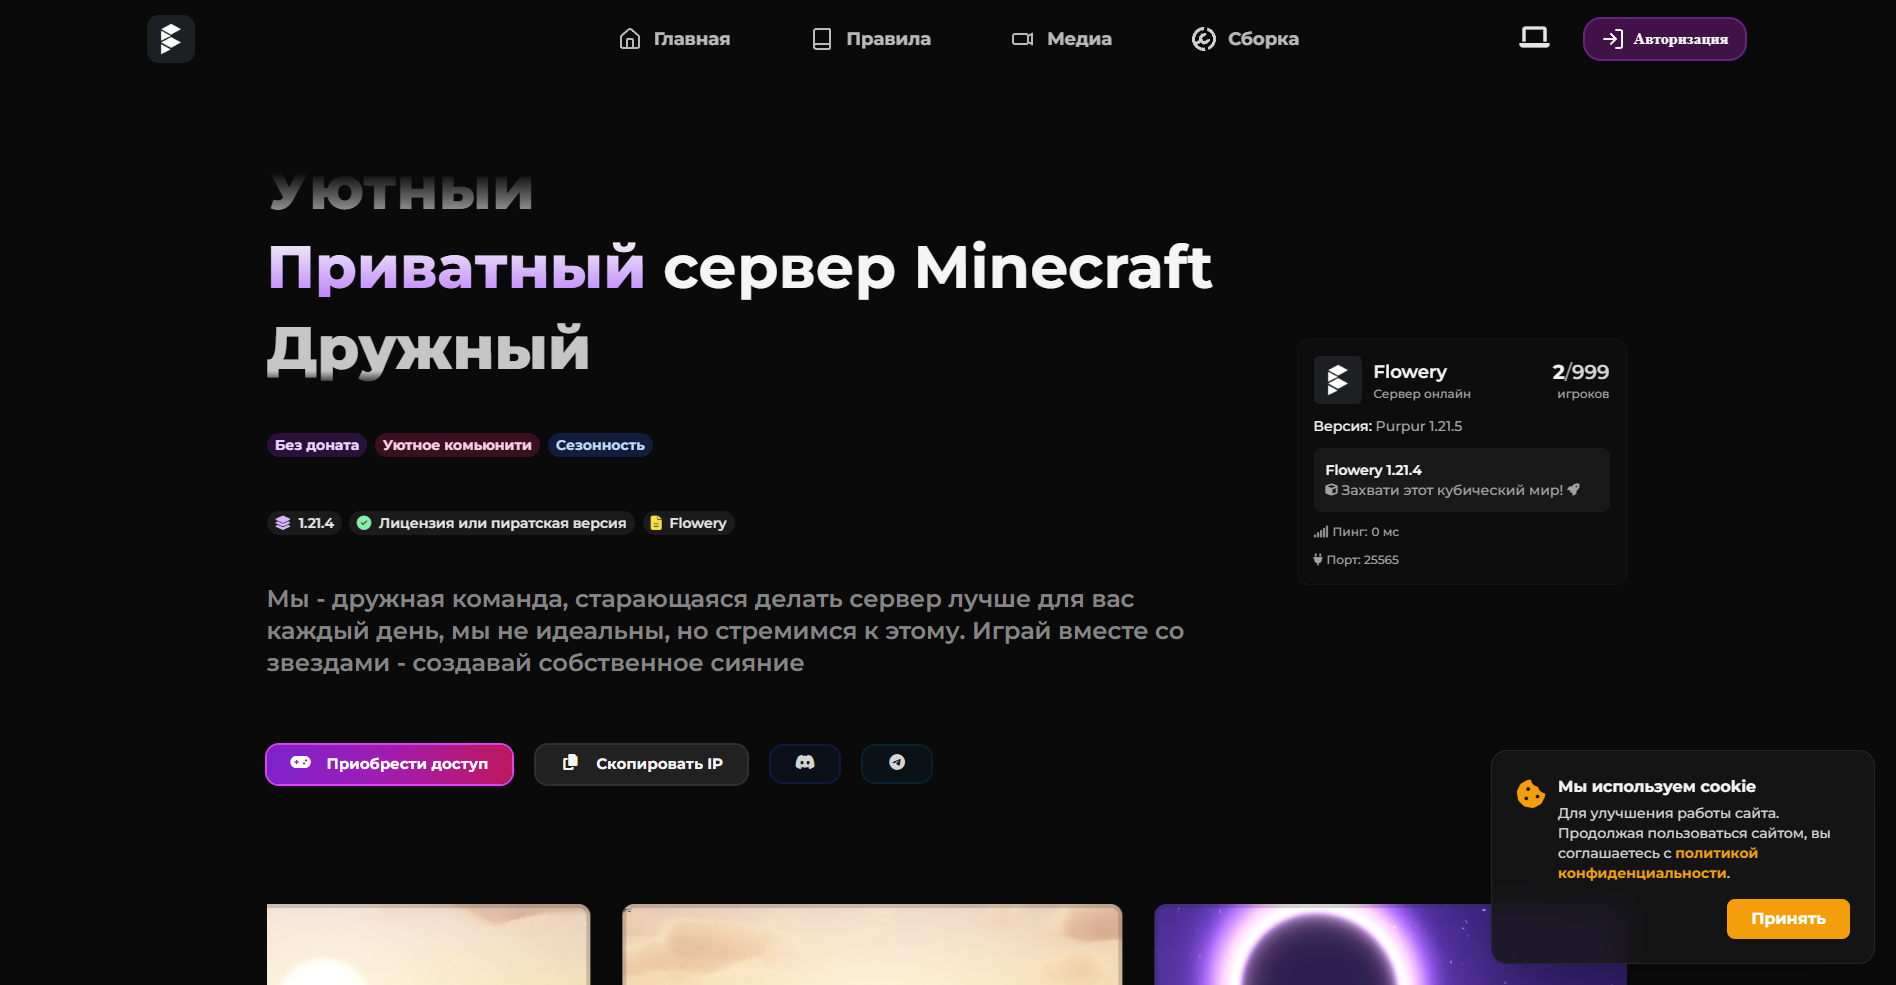 Главная
Правила
Медиа
Сборка
Авторизация
Уютный
Приватный сервер Minecraft
Дружный
Без доната
Уютное комьюнити
Сезонность
1.21.4
Лицензия или пиратская версия
Flowery
Мы - дружная команда, старающаяся делать сервер лучше для вас
каждый день, мы не идеальны, но стремимся к этому. Играй вместе со
звездами - создавай собственное сияние
Приобрести доступ
Скопировать IP
Flowery
2/999
Сервер онлайн
игроков
Версия: Purpur 1.21.5
Flowery 1.21.4
Захвати этот кубический мир!
Пинг: 0 мс
Порт: 25565
Мы используем cookie
Для улучшения работы сайта.
Продолжая пользоваться сайтом, вы
соглашаетесь с политикой
конфиденциальности.
Принять